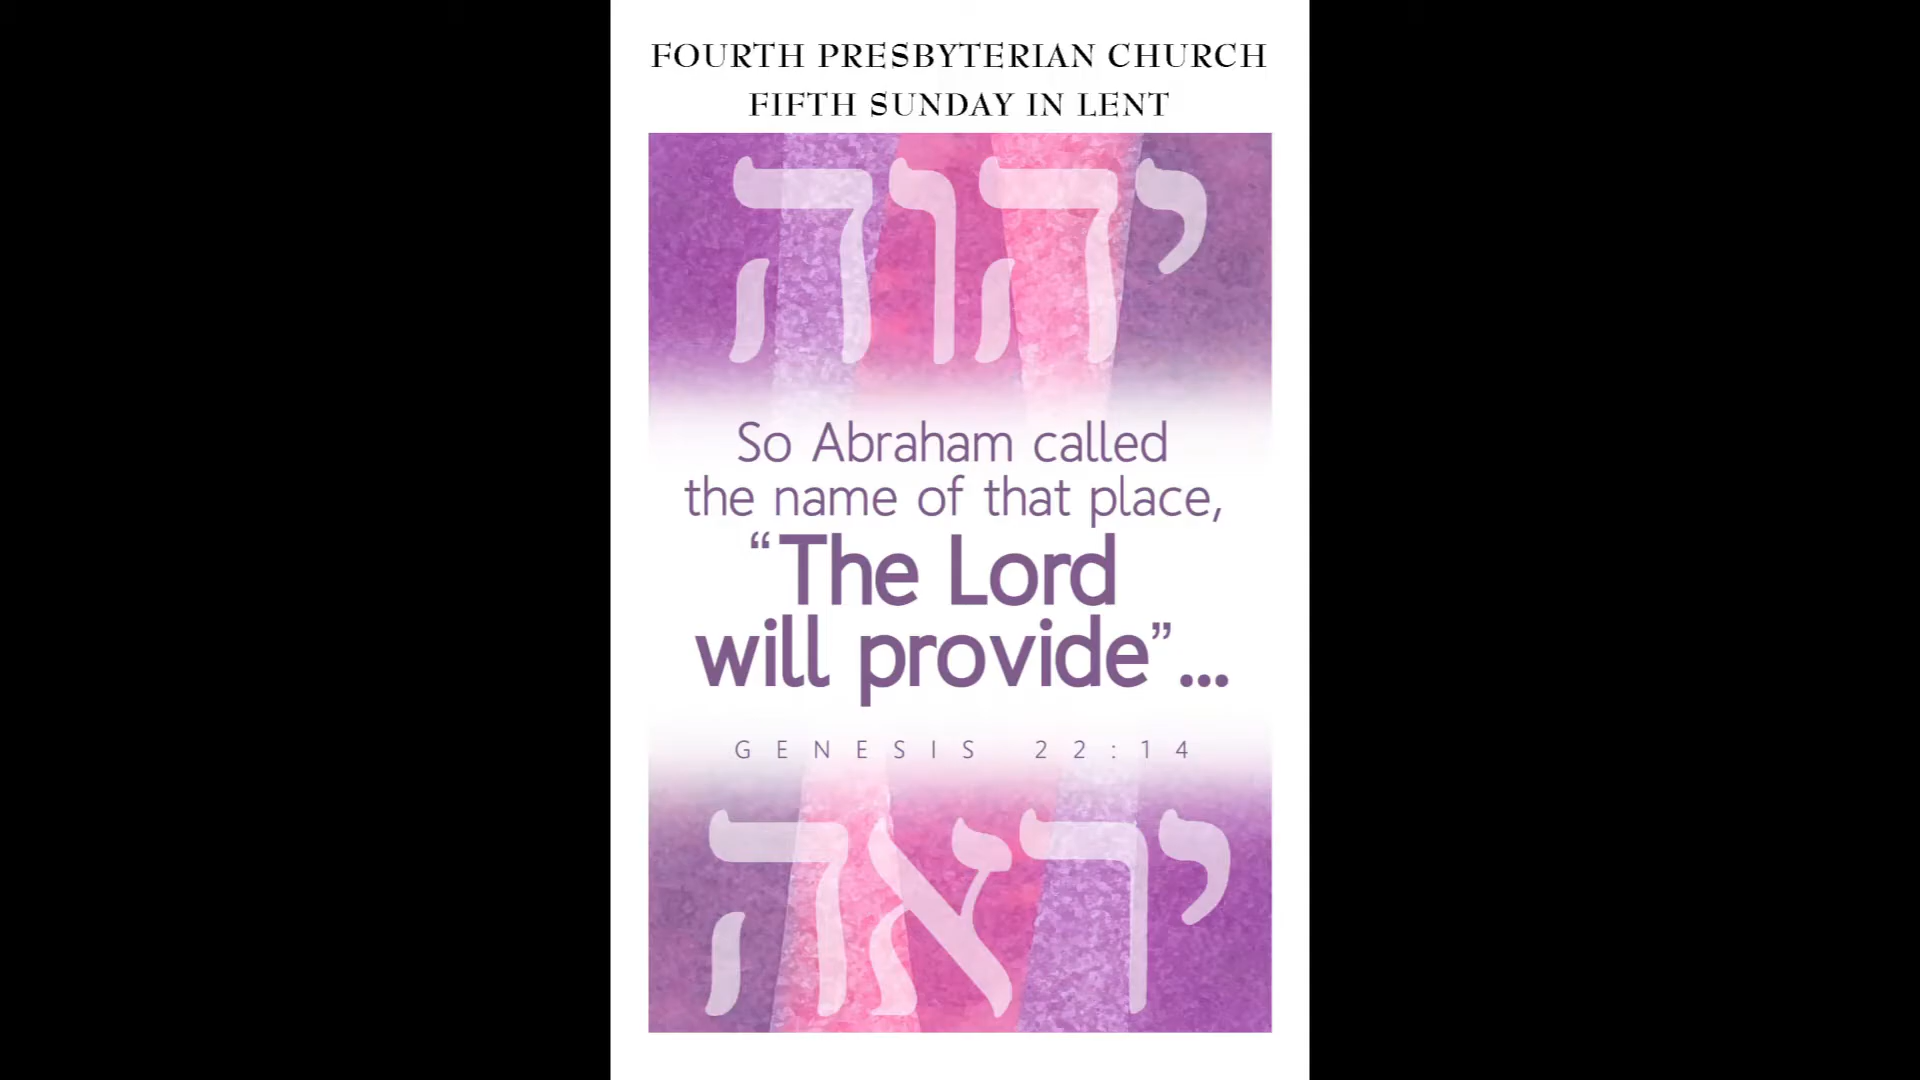 FOURTH PRESBYTERIAN CHURCH
FIFTH SUNDAY IN LENT
יהוה
So Abraham called
the name of that place,
“The Lord
will provide”...
GENESIS 22:14
יראה